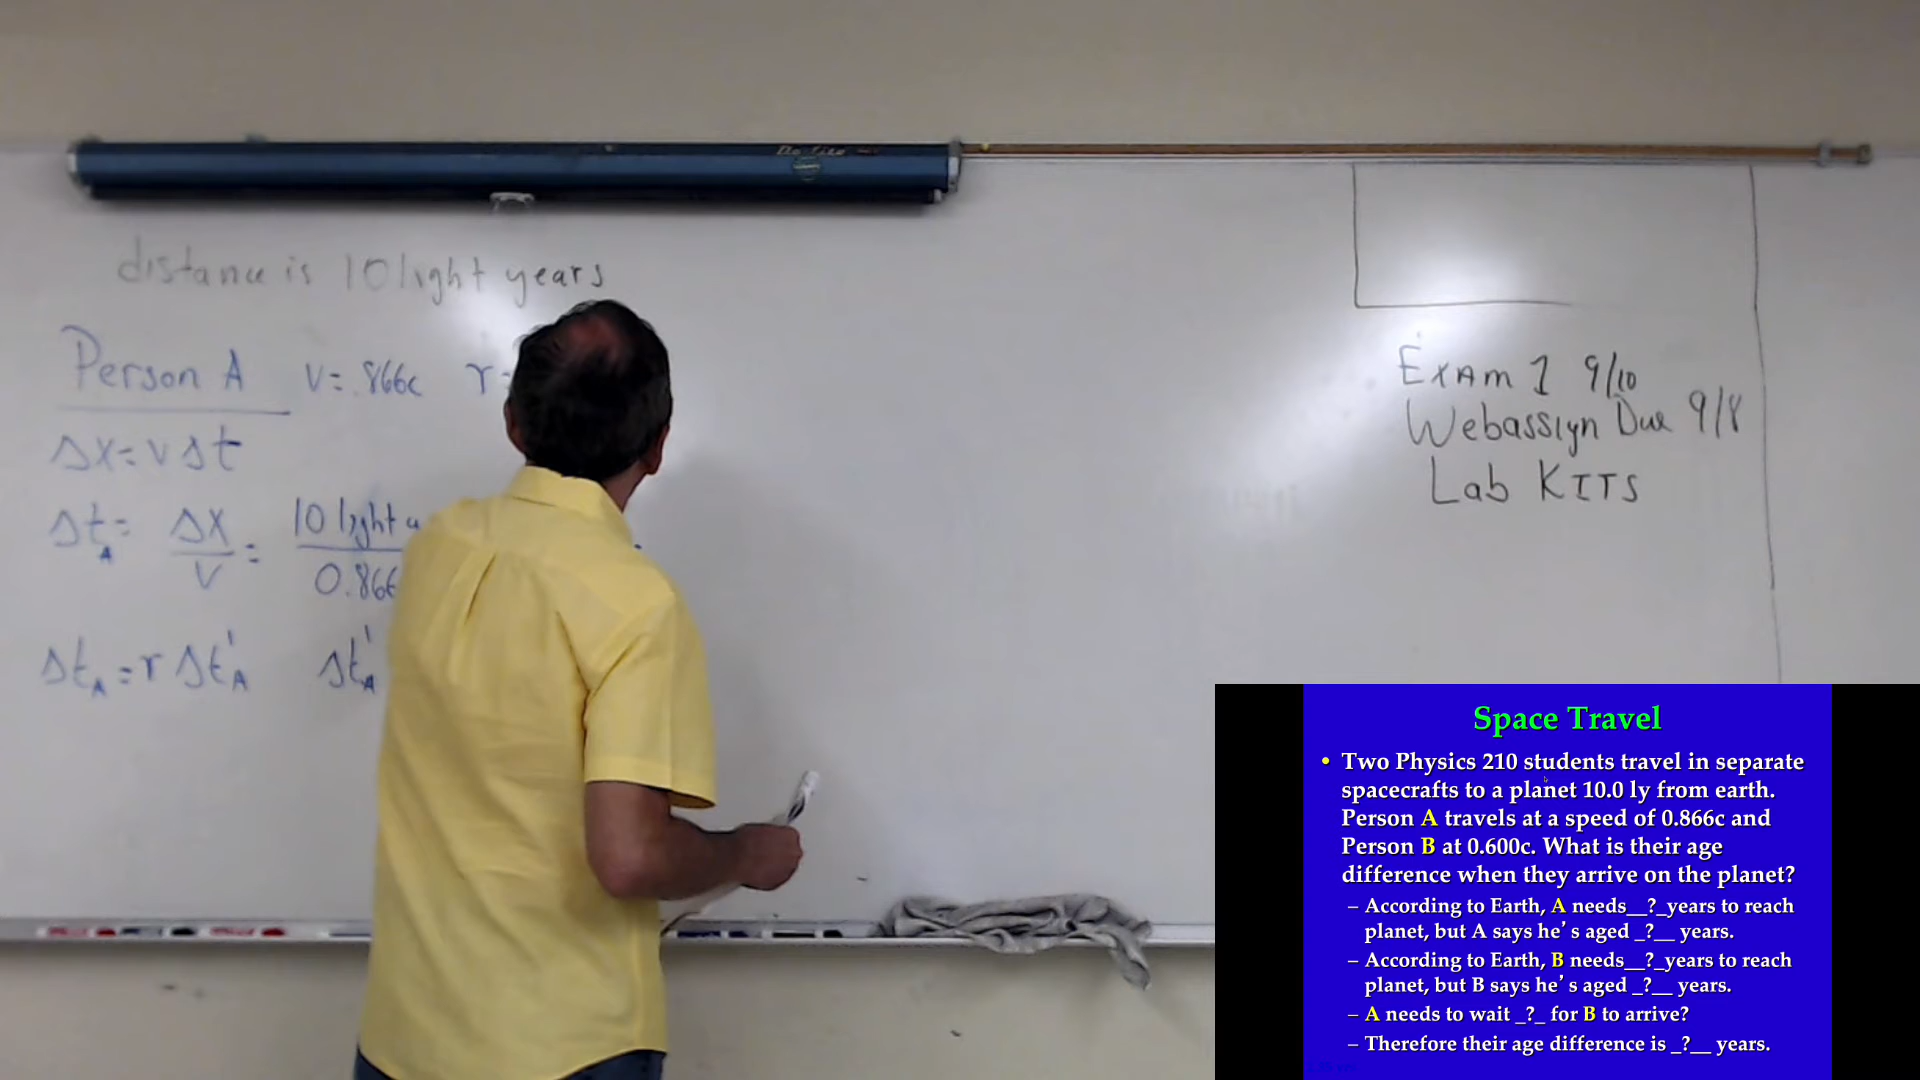 distance is 10 light years
Person A v= .866c r=
Δx = v Δt
Δt_A = Δx/v = 10 light / 0.866
Δt_A = r Δt'_A Δt'_A
Exam 1 9/10
Webassign Due 9/8
Lab KITS
Space Travel
• Two Physics 210 students travel in separate
spacecrafts to a planet 10.0 ly from earth.
Person A travels at a speed of 0.866c and
Person B at 0.600c. What is their age
difference when they arrive on the planet?
– According to Earth, A needs__?_years to reach
planet, but A says he's aged _?__ years.
– According to Earth, B needs__?_years to reach
planet, but B says he's aged _?__ years.
– A needs to wait _?_ for B to arrive?
– Therefore their age difference is _?__ years.